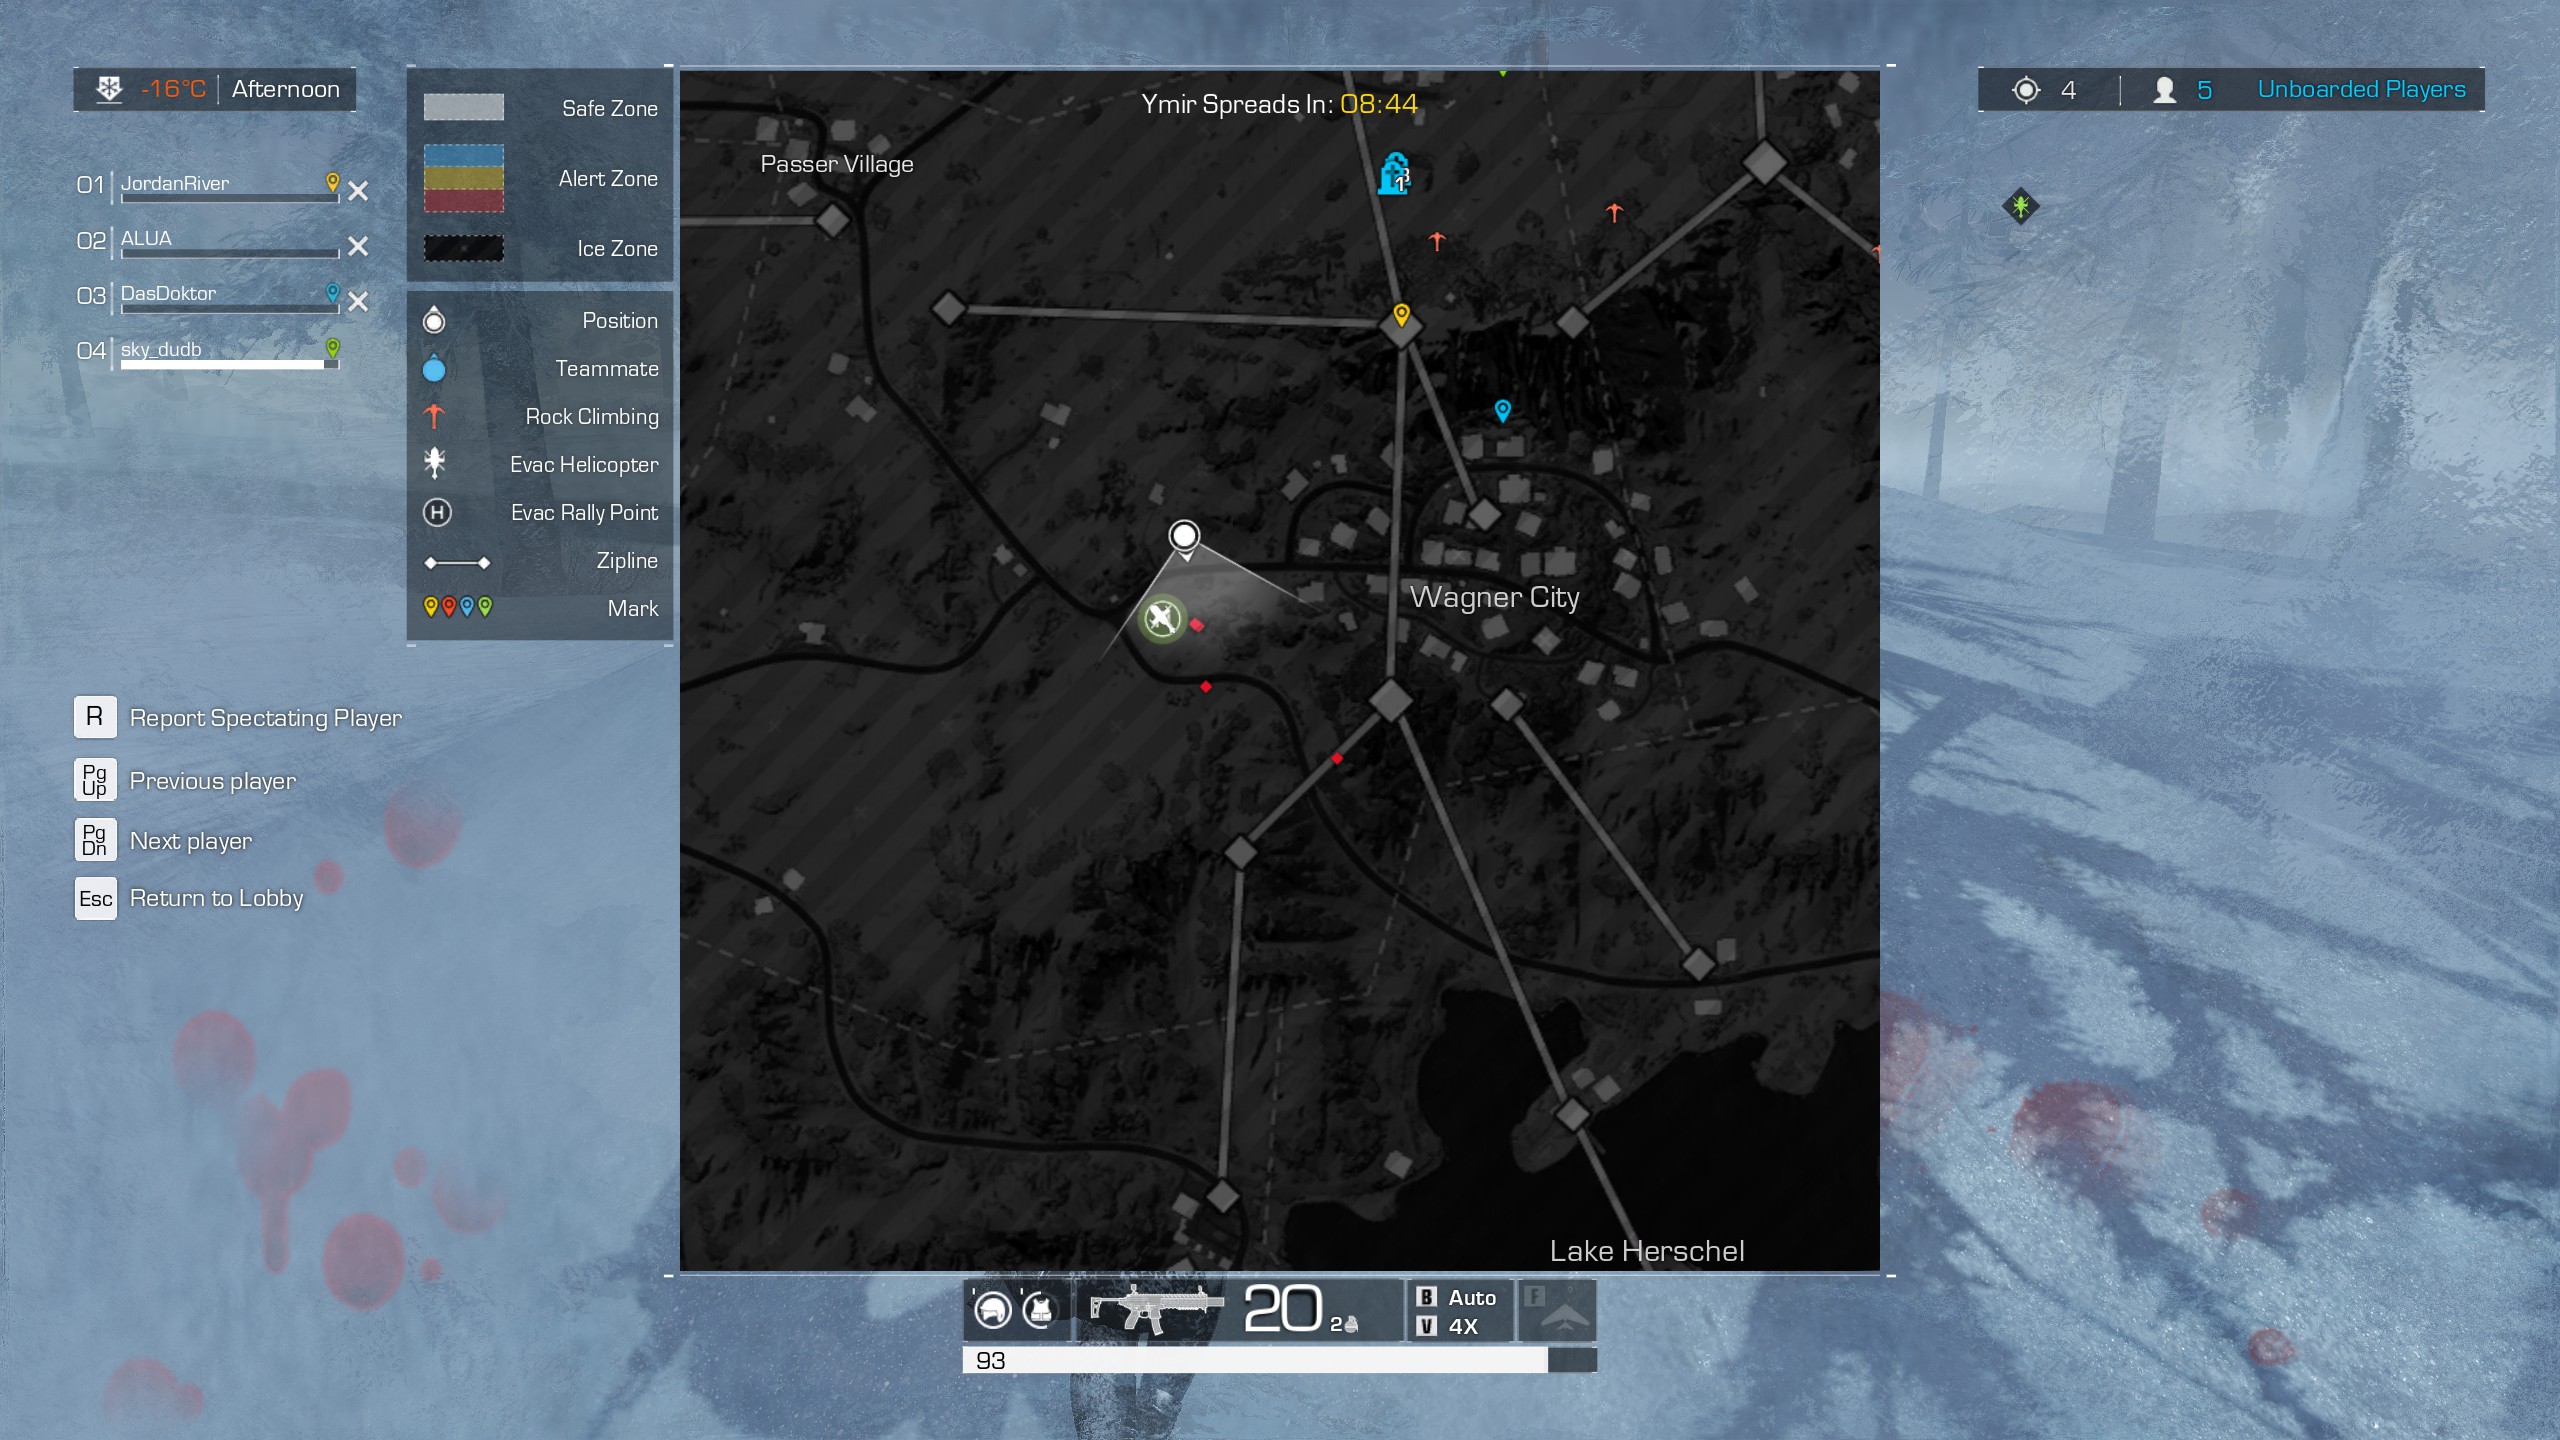 -16°C Afternoon
01 JordanRiver
02 ALUA
03 DasDoktor
04 sky_dudb
Safe Zone
Alert Zone
Ice Zone
Position
Teammate
Rock Climbing
Evac Helicopter
H Evac Rally Point
Zipline
Mark
Ymir Spreads In: 08:44
Passer Village
1
Wagner City
Lake Herschel
4 5 Unboarded Players
R Report Spectating Player
Pg Up Previous player
Pg Dn Next player
Esc Return to Lobby
20 2
B Auto
V 4X
F
93